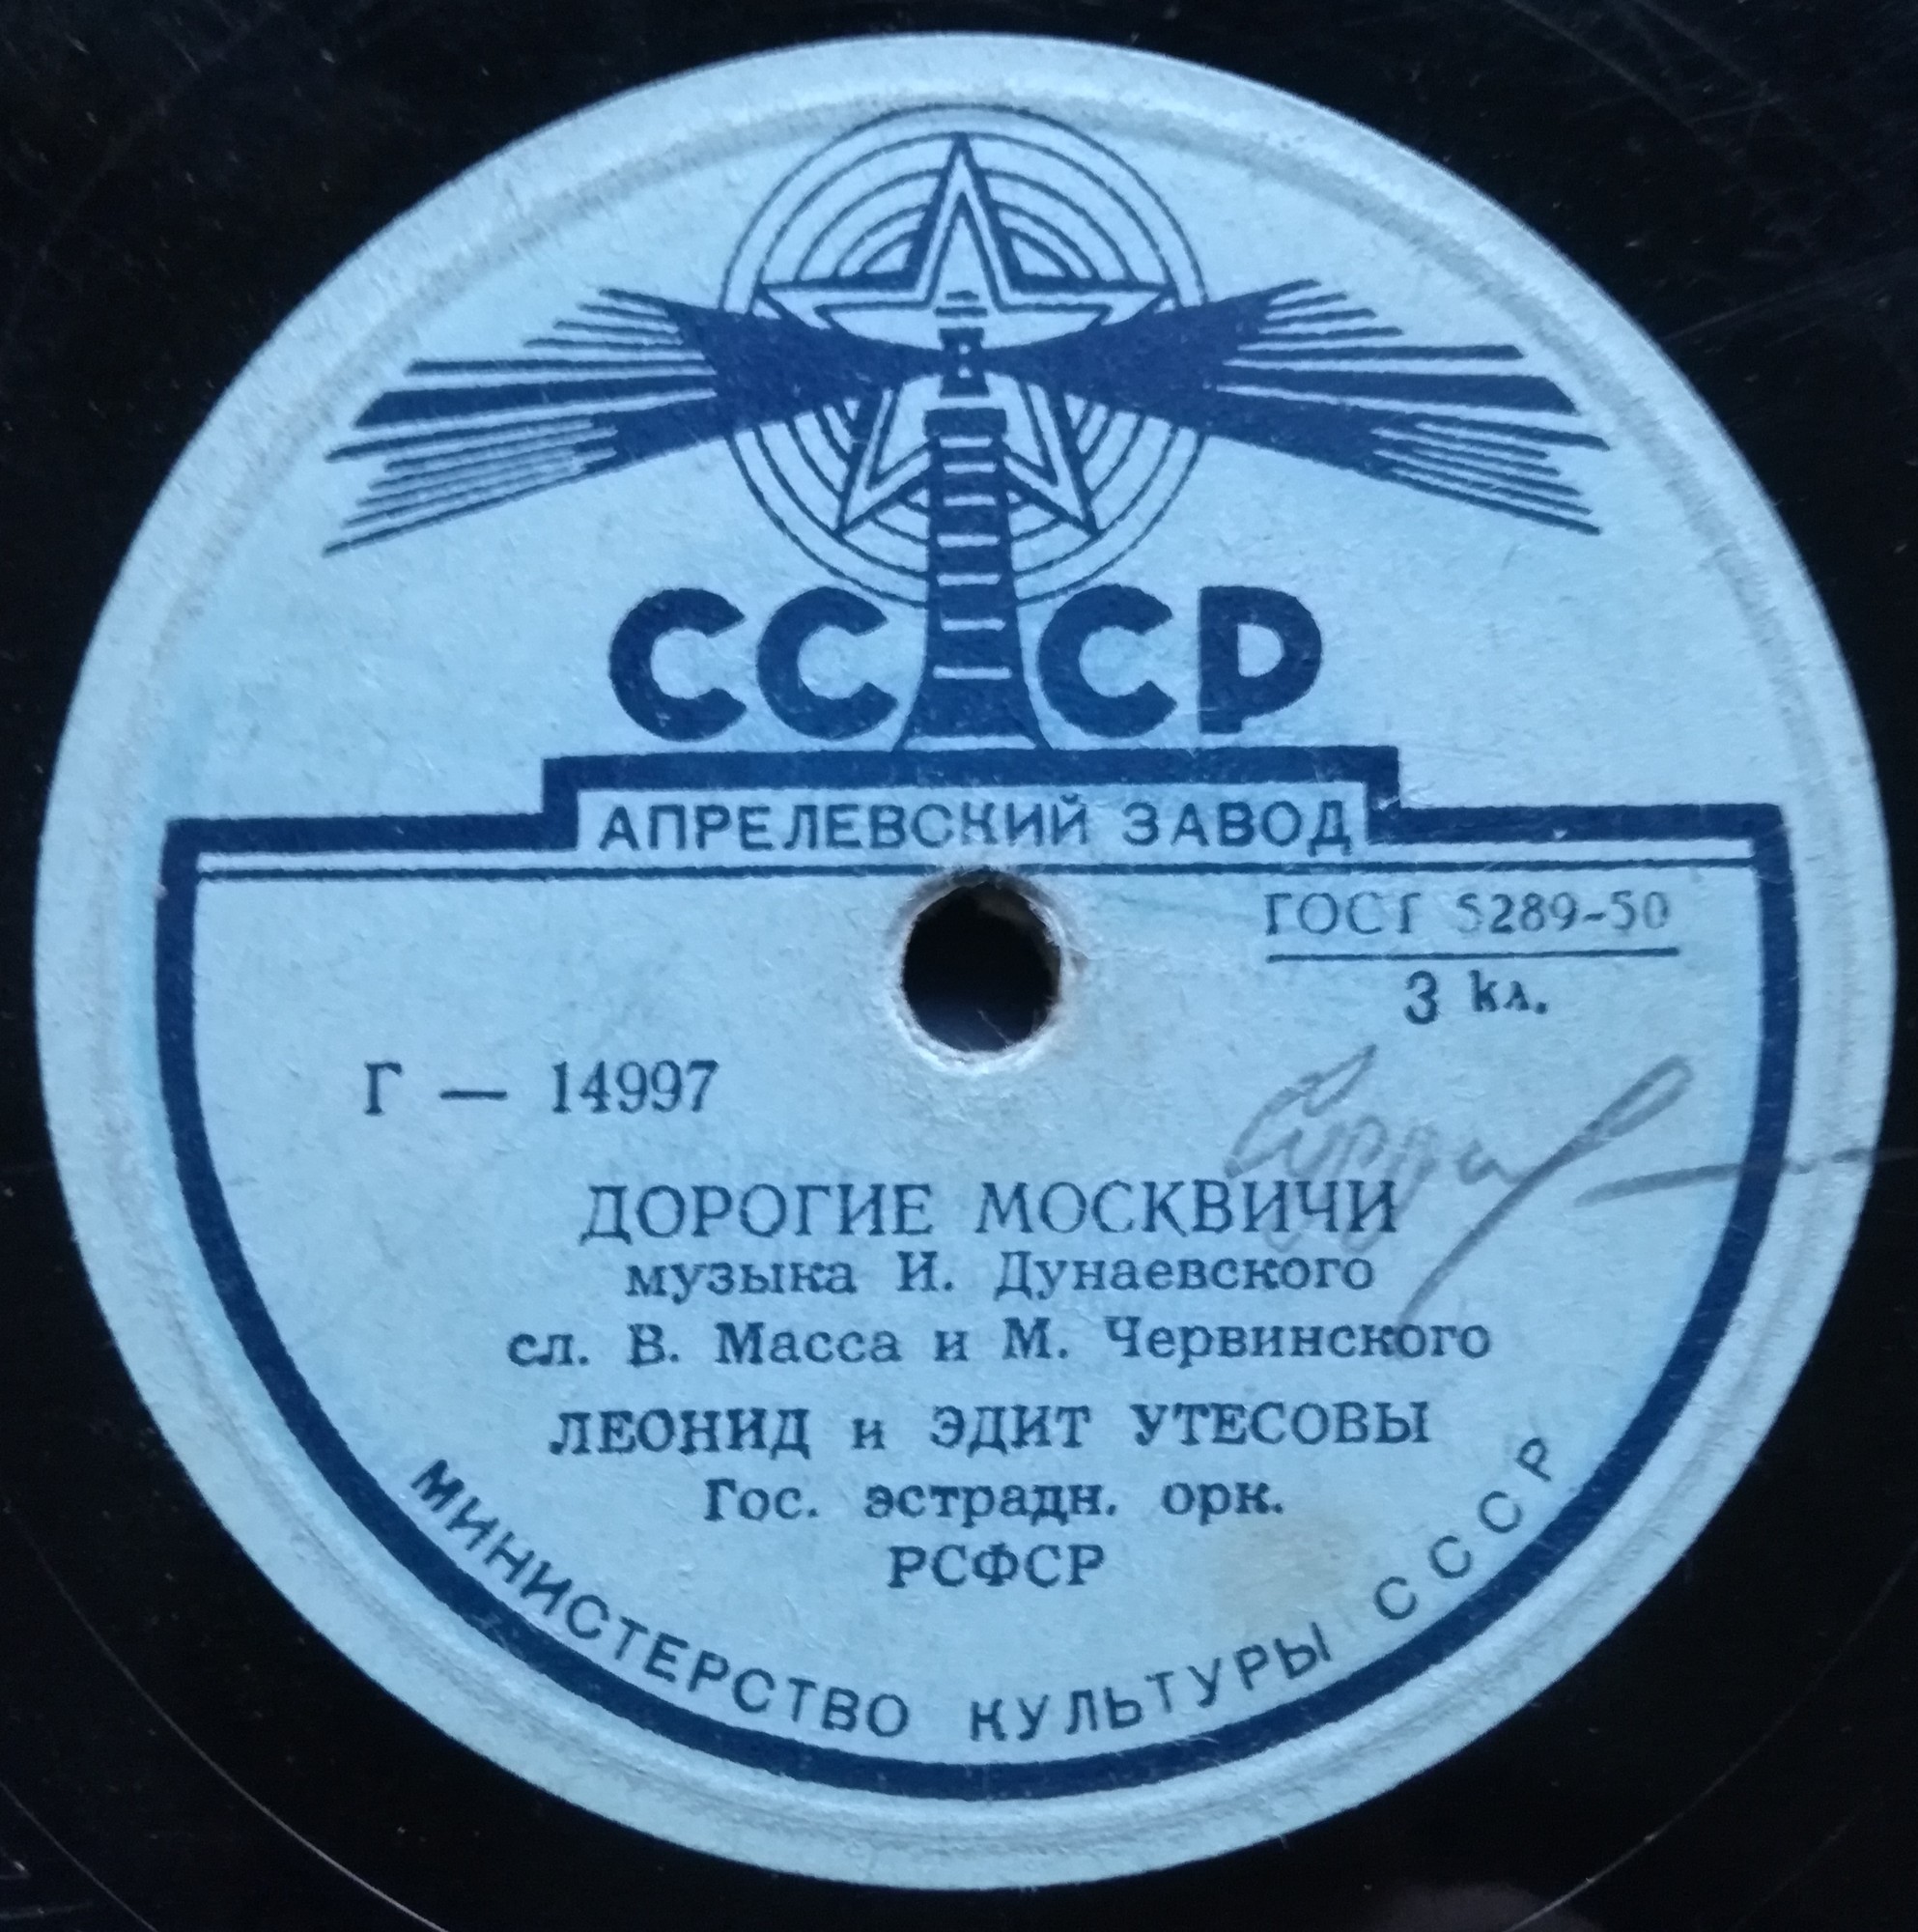 СССР
АПРЕЛЕВСКИЙ ЗАВОД
ГОСТ 5289-50
3 кл.
Г — 14997
ДОРОГИЕ МОСКВИЧИ
музыка И. Дунаевского
сл. В. Масса и М. Червинского
ЛЕОНИД и ЭДИТ УТЕСОВЫ
Гос. эстрадн. орк.
РСФСР
МИНИСТЕРСТВО КУЛЬТУРЫ СССР